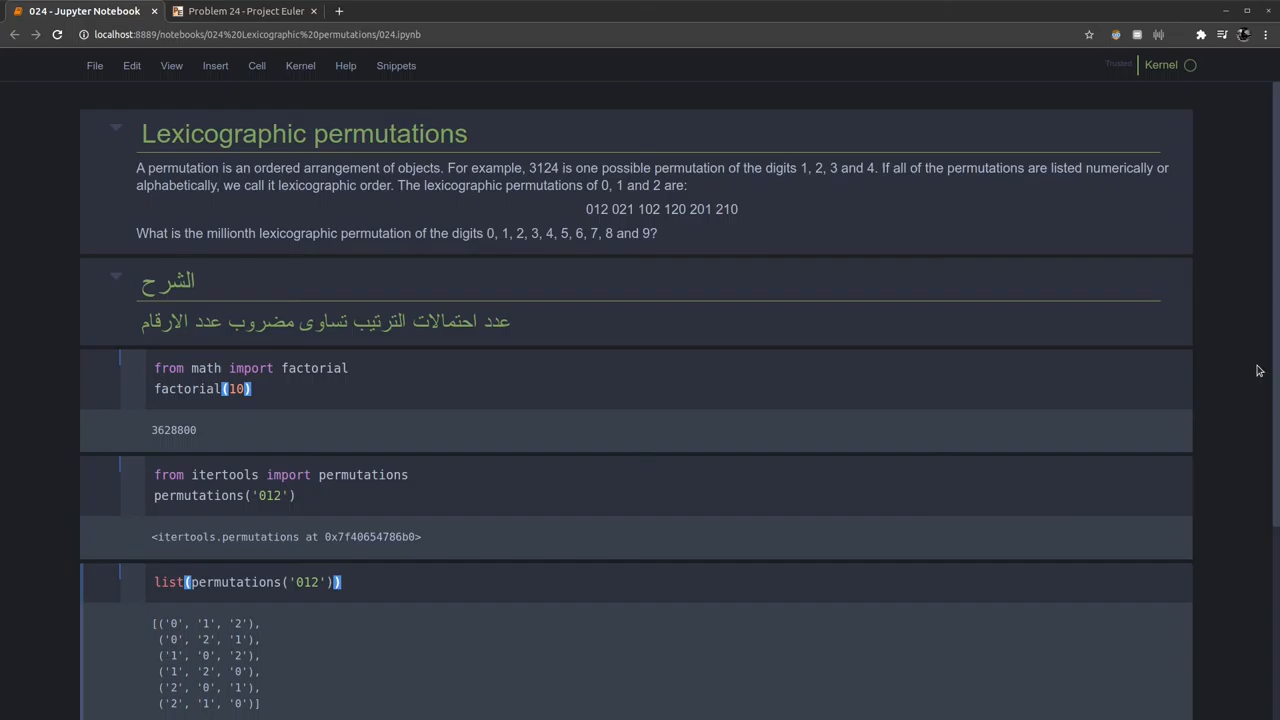 024 - Jupyter Notebook
Problem 24 - Project Euler
localhost:8889/notebooks/024%20Lexicographic%20permutations/024.ipynb
File Edit View Insert Cell Kernel Help Snippets
Trusted
Kernel
Lexicographic permutations
A permutation is an ordered arrangement of objects. For example, 3124 is one possible permutation of the digits 1, 2, 3 and 4. If all of the permutations are listed numerically or
alphabetically, we call it lexicographic order. The lexicographic permutations of 0, 1 and 2 are:
012 021 102 120 201 210
What is the millionth lexicographic permutation of the digits 0, 1, 2, 3, 4, 5, 6, 7, 8 and 9?
الشرح
عدد احتمالات الترتيب تساوى مضروب عدد الارقام
from math import factorial
factorial(10)
3628800
from itertools import permutations
permutations('012')
<itertools.permutations at 0x7f40654786b0>
list(permutations('012'))
[('0', '1', '2'),
('0', '2', '1'),
('1', '0', '2'),
('1', '2', '0'),
('2', '0', '1'),
('2', '1', '0')]